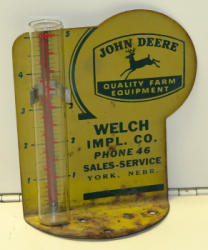 JOHN DEERE
QUALITY FARM
EQUIPMENT
WELCH
IMPL. CO.
PHONE 46
SALES-SERVICE
YORK, NEBR.
5
4
3
2
1